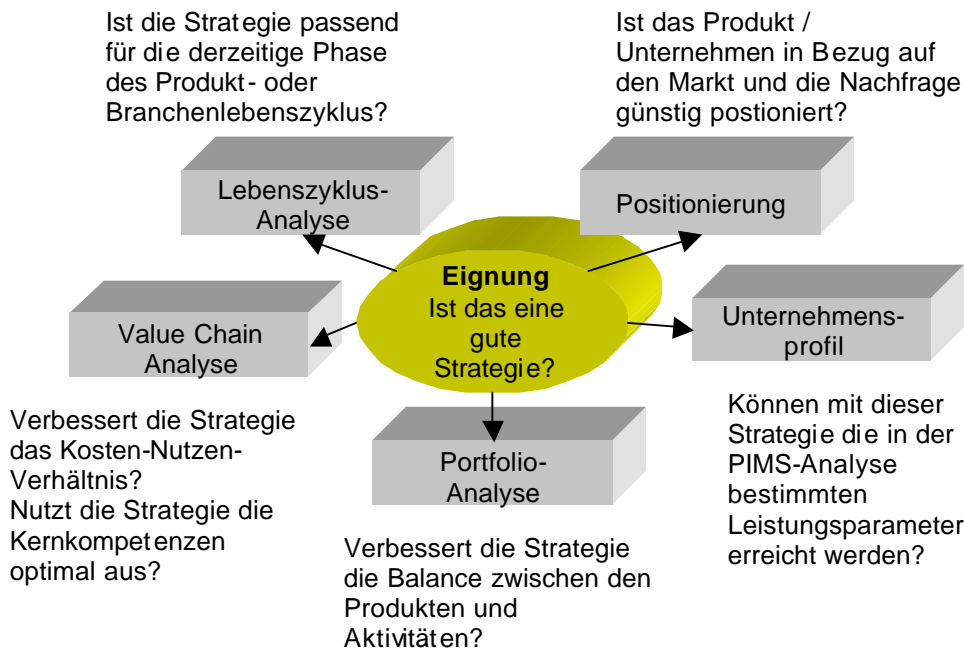 Ist die Strategie passend
für die derzeitige Phase
des Produkt- oder
Branchenlebenszyklus?
Ist das Produkt /
Unternehmen in Bezug auf
den Markt und die Nachfrage
günstig postioniert?
Lebenszyklus-
Analyse
Positionierung
Eignung
Ist das eine
gute
Strategie?
Value Chain
Analyse
Unternehmens-
profil
Verbessert die Strategie
das Kosten-Nutzen-
Verhältnis?
Nutzt die Strategie die
Kernkompetenzen
optimal aus?
Portfolio-
Analyse
Verbessert die Strategie
die Balance zwischen den
Produkten und
Aktivitäten?
Können mit dieser
Strategie die in der
PIMS-Analyse
bestimmten
Leistungsparameter
erreicht werden?